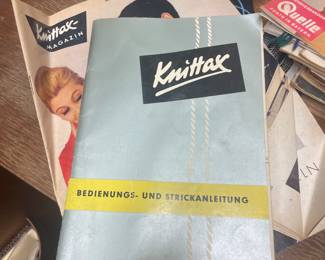 Knittax-
MAGAZIN
Quelle
Knittax
BEDIENUNGS- UND STRICKANLEITUNG